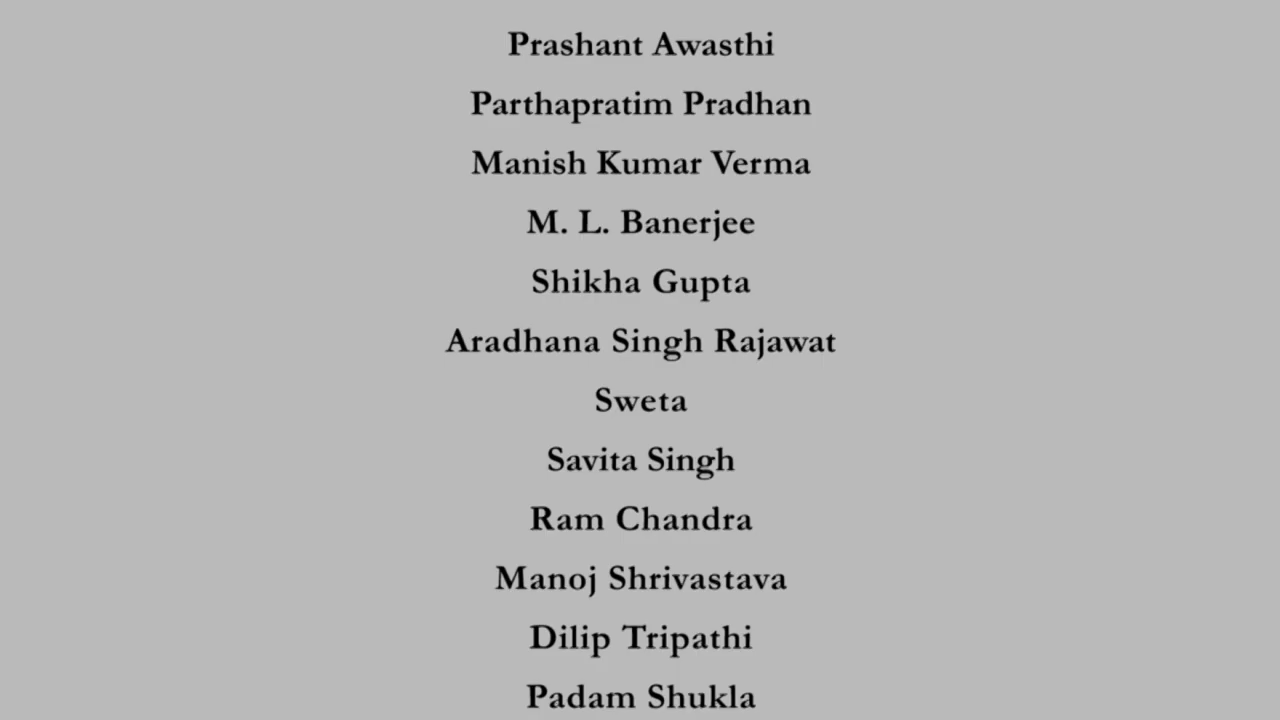 Prashant Awasthi
Parthapratim Pradhan
Manish Kumar Verma
M. L. Banerjee
Shikha Gupta
Aradhana Singh Rajawat
Sweta
Savita Singh
Ram Chandra
Manoj Shrivastava
Dilip Tripathi
Padam Shukla